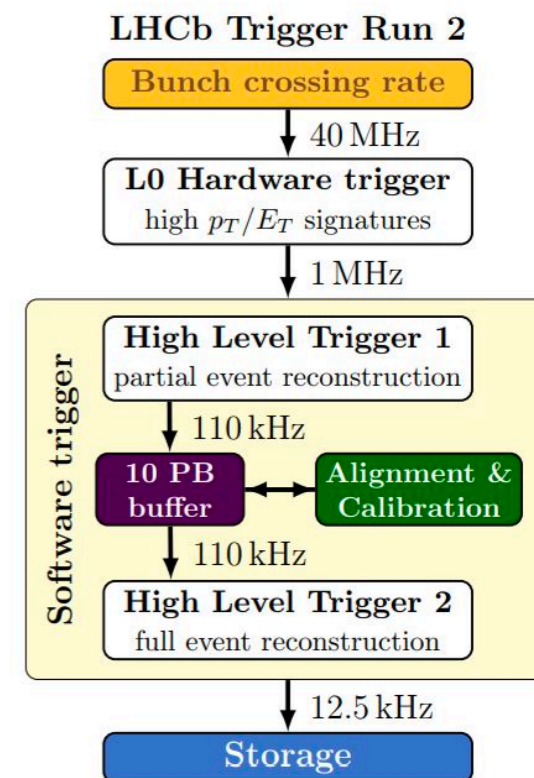 LHCb Trigger Run 2
Bunch crossing rate
40 MHz
L0 Hardware trigger
high p_T/E_T signatures
1 MHz
Software trigger
High Level Trigger 1
partial event reconstruction
110 kHz
10 PB
buffer
Alignment &
Calibration
110 kHz
High Level Trigger 2
full event reconstruction
12.5 kHz
Storage